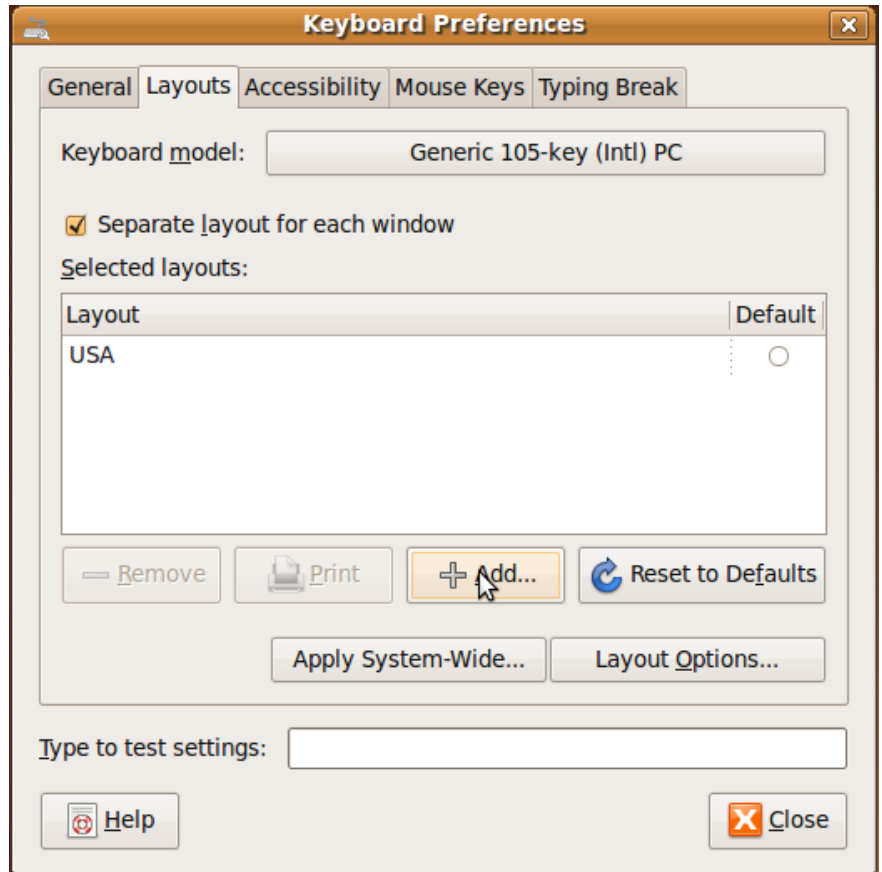 Keyboard Preferences
General Layouts Accessibility Mouse Keys Typing Break
Keyboard model: Generic 105-key (Intl) PC
Separate layout for each window
Selected layouts:
Layout Default
USA
Remove Print Add... Reset to Defaults
Apply System-Wide... Layout Options...
Type to test settings:
Help Close